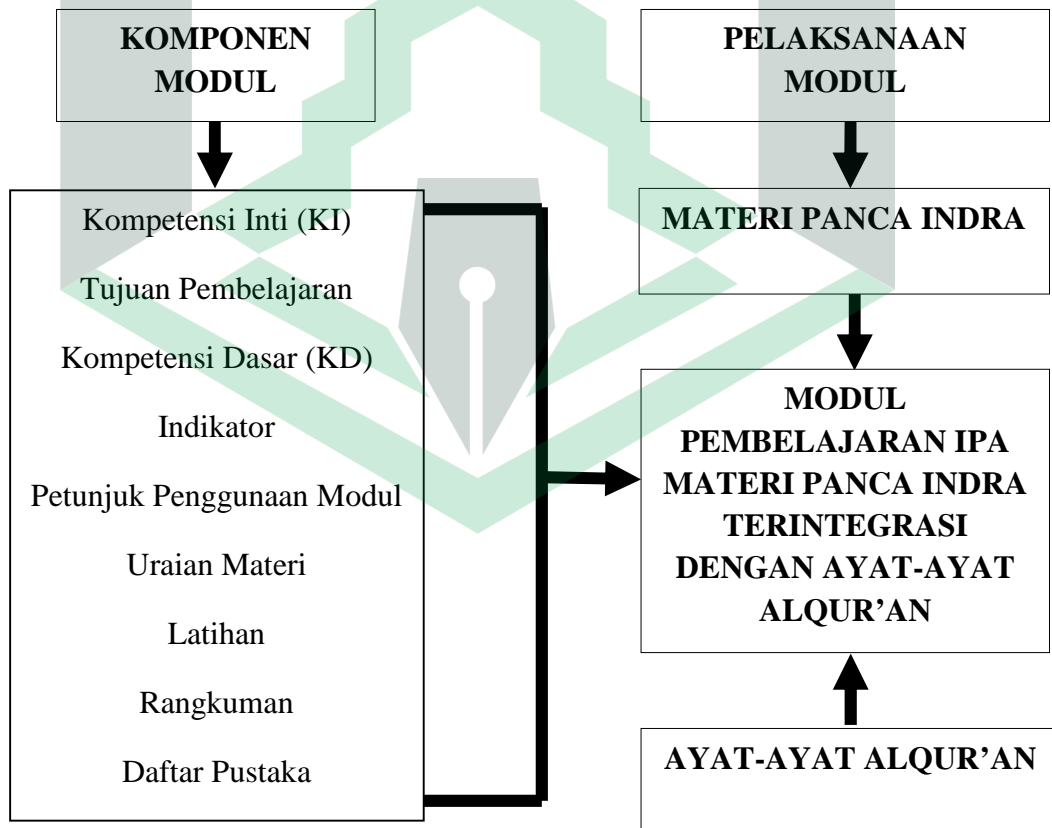 KOMPONEN
MODUL
Kompetensi Inti (KI)
Tujuan Pembelajaran
Kompetensi Dasar (KD)
Indikator
Petunjuk Penggunaan Modul
Uraian Materi
Latihan
Rangkuman
Daftar Pustaka
PELAKSANAAN
MODUL
MATERI PANCA INDRA
MODUL
PEMBELAJARAN IPA
MATERI PANCA INDRA
TERINTEGRASI
DENGAN AYAT-AYAT
ALQUR’AN
AYAT-AYAT ALQUR’AN